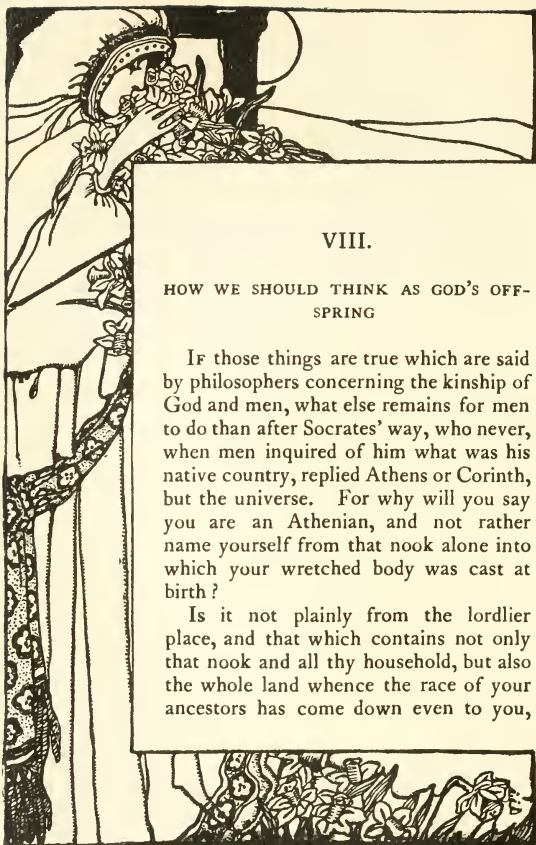 VIII.
HOW WE SHOULD THINK AS GOD'S OFF-
SPRING
IF those things are true which are said
by philosophers concerning the kinship of
God and men, what else remains for men
to do than after Socrates' way, who never,
when men inquired of him what was his
native country, replied Athens or Corinth,
but the universe. For why will you say
you are an Athenian, and not rather
name yourself from that nook alone into
which your wretched body was cast at
birth ?
Is it not plainly from the lordlier
place, and that which contains not only
that nook and all thy household, but also
the whole land whence the race of your
ancestors has come down even to you,